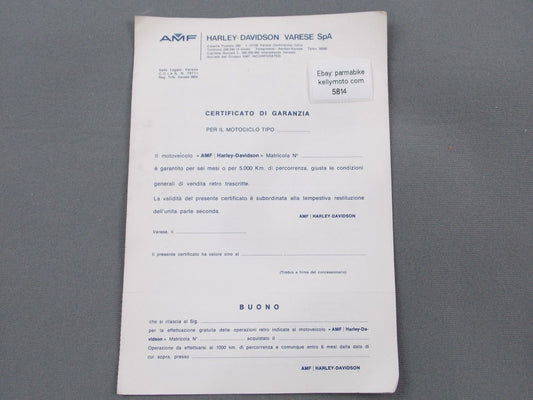 AMF
HARLEY-DAVIDSON VARESE SpA
Ebay: parmabike
kellymoto.com
5814
CERTIFICATO DI GARANZIA
PER IL MOTOCICLO TIPO
Il motoveicolo «AMF | Harley-Davidson» Matricola N°
è garantito per sei mesi o per 5.000 Km. di percorrenza, giusta le condizioni
generali di vendita retro trascritte.
La validità del presente certificato è subordinata alla tempestiva restituzione
dell'unita parte seconda.
AMF | HARLEY-DAVIDSON
Varese, li
Il presente certificato ha valore sino al
(Timbro e firma del concessionario)
BUONO
che si rilascia al Sig.
per la effettuazione gratuita delle operazioni retro indicate al motoveicolo «AMF | Harley-Da-
vidson» Matricola N° acquistato il
Operazione da effettuarsi ai 1000 km. di percorrenza e comunque entro 6 mesi dalla data di
cui sopra, presso
AMF | HARLEY-DAVIDSON